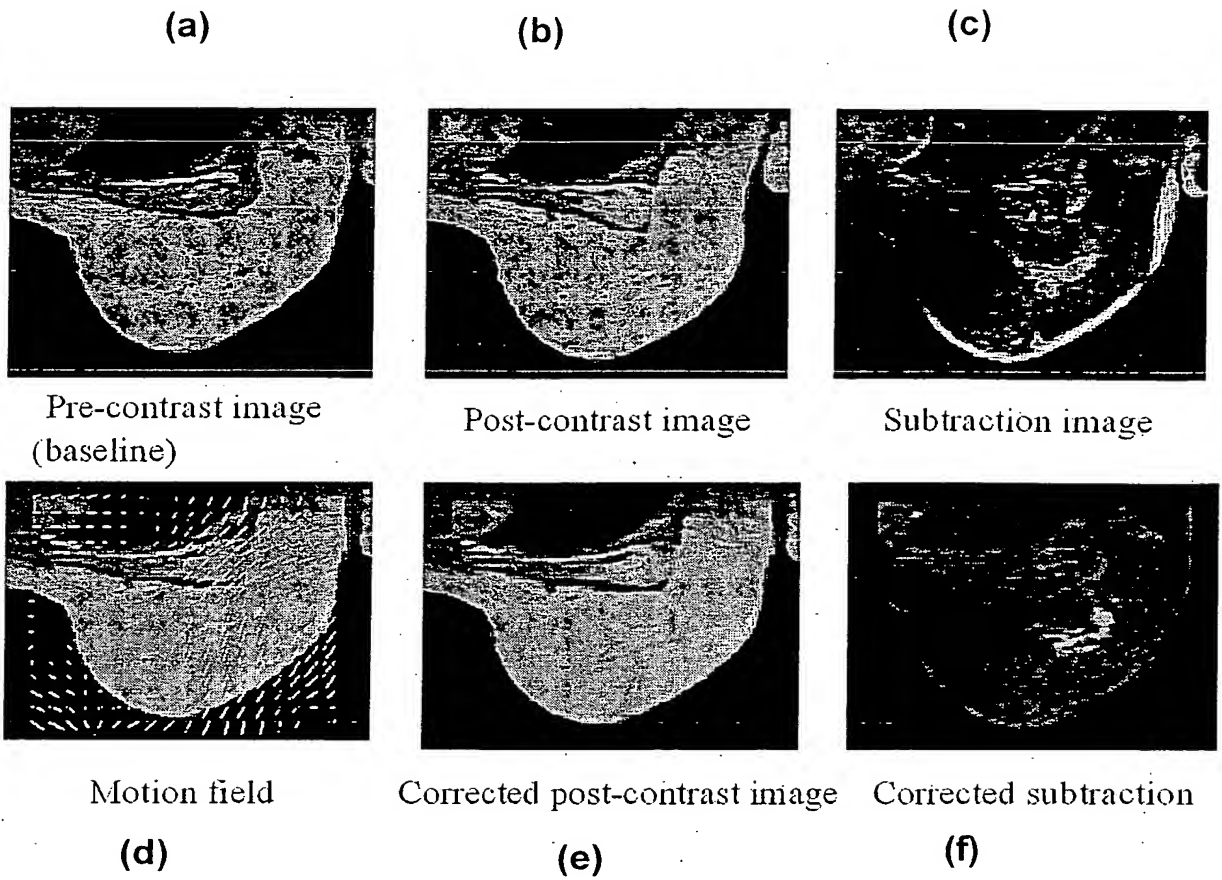 (a) (b) (c)
Pre-contrast image
(baseline)
Post-contrast image
Subtraction image
Motion field
Corrected post-contrast image
Corrected subtraction
(d) (e) (f)